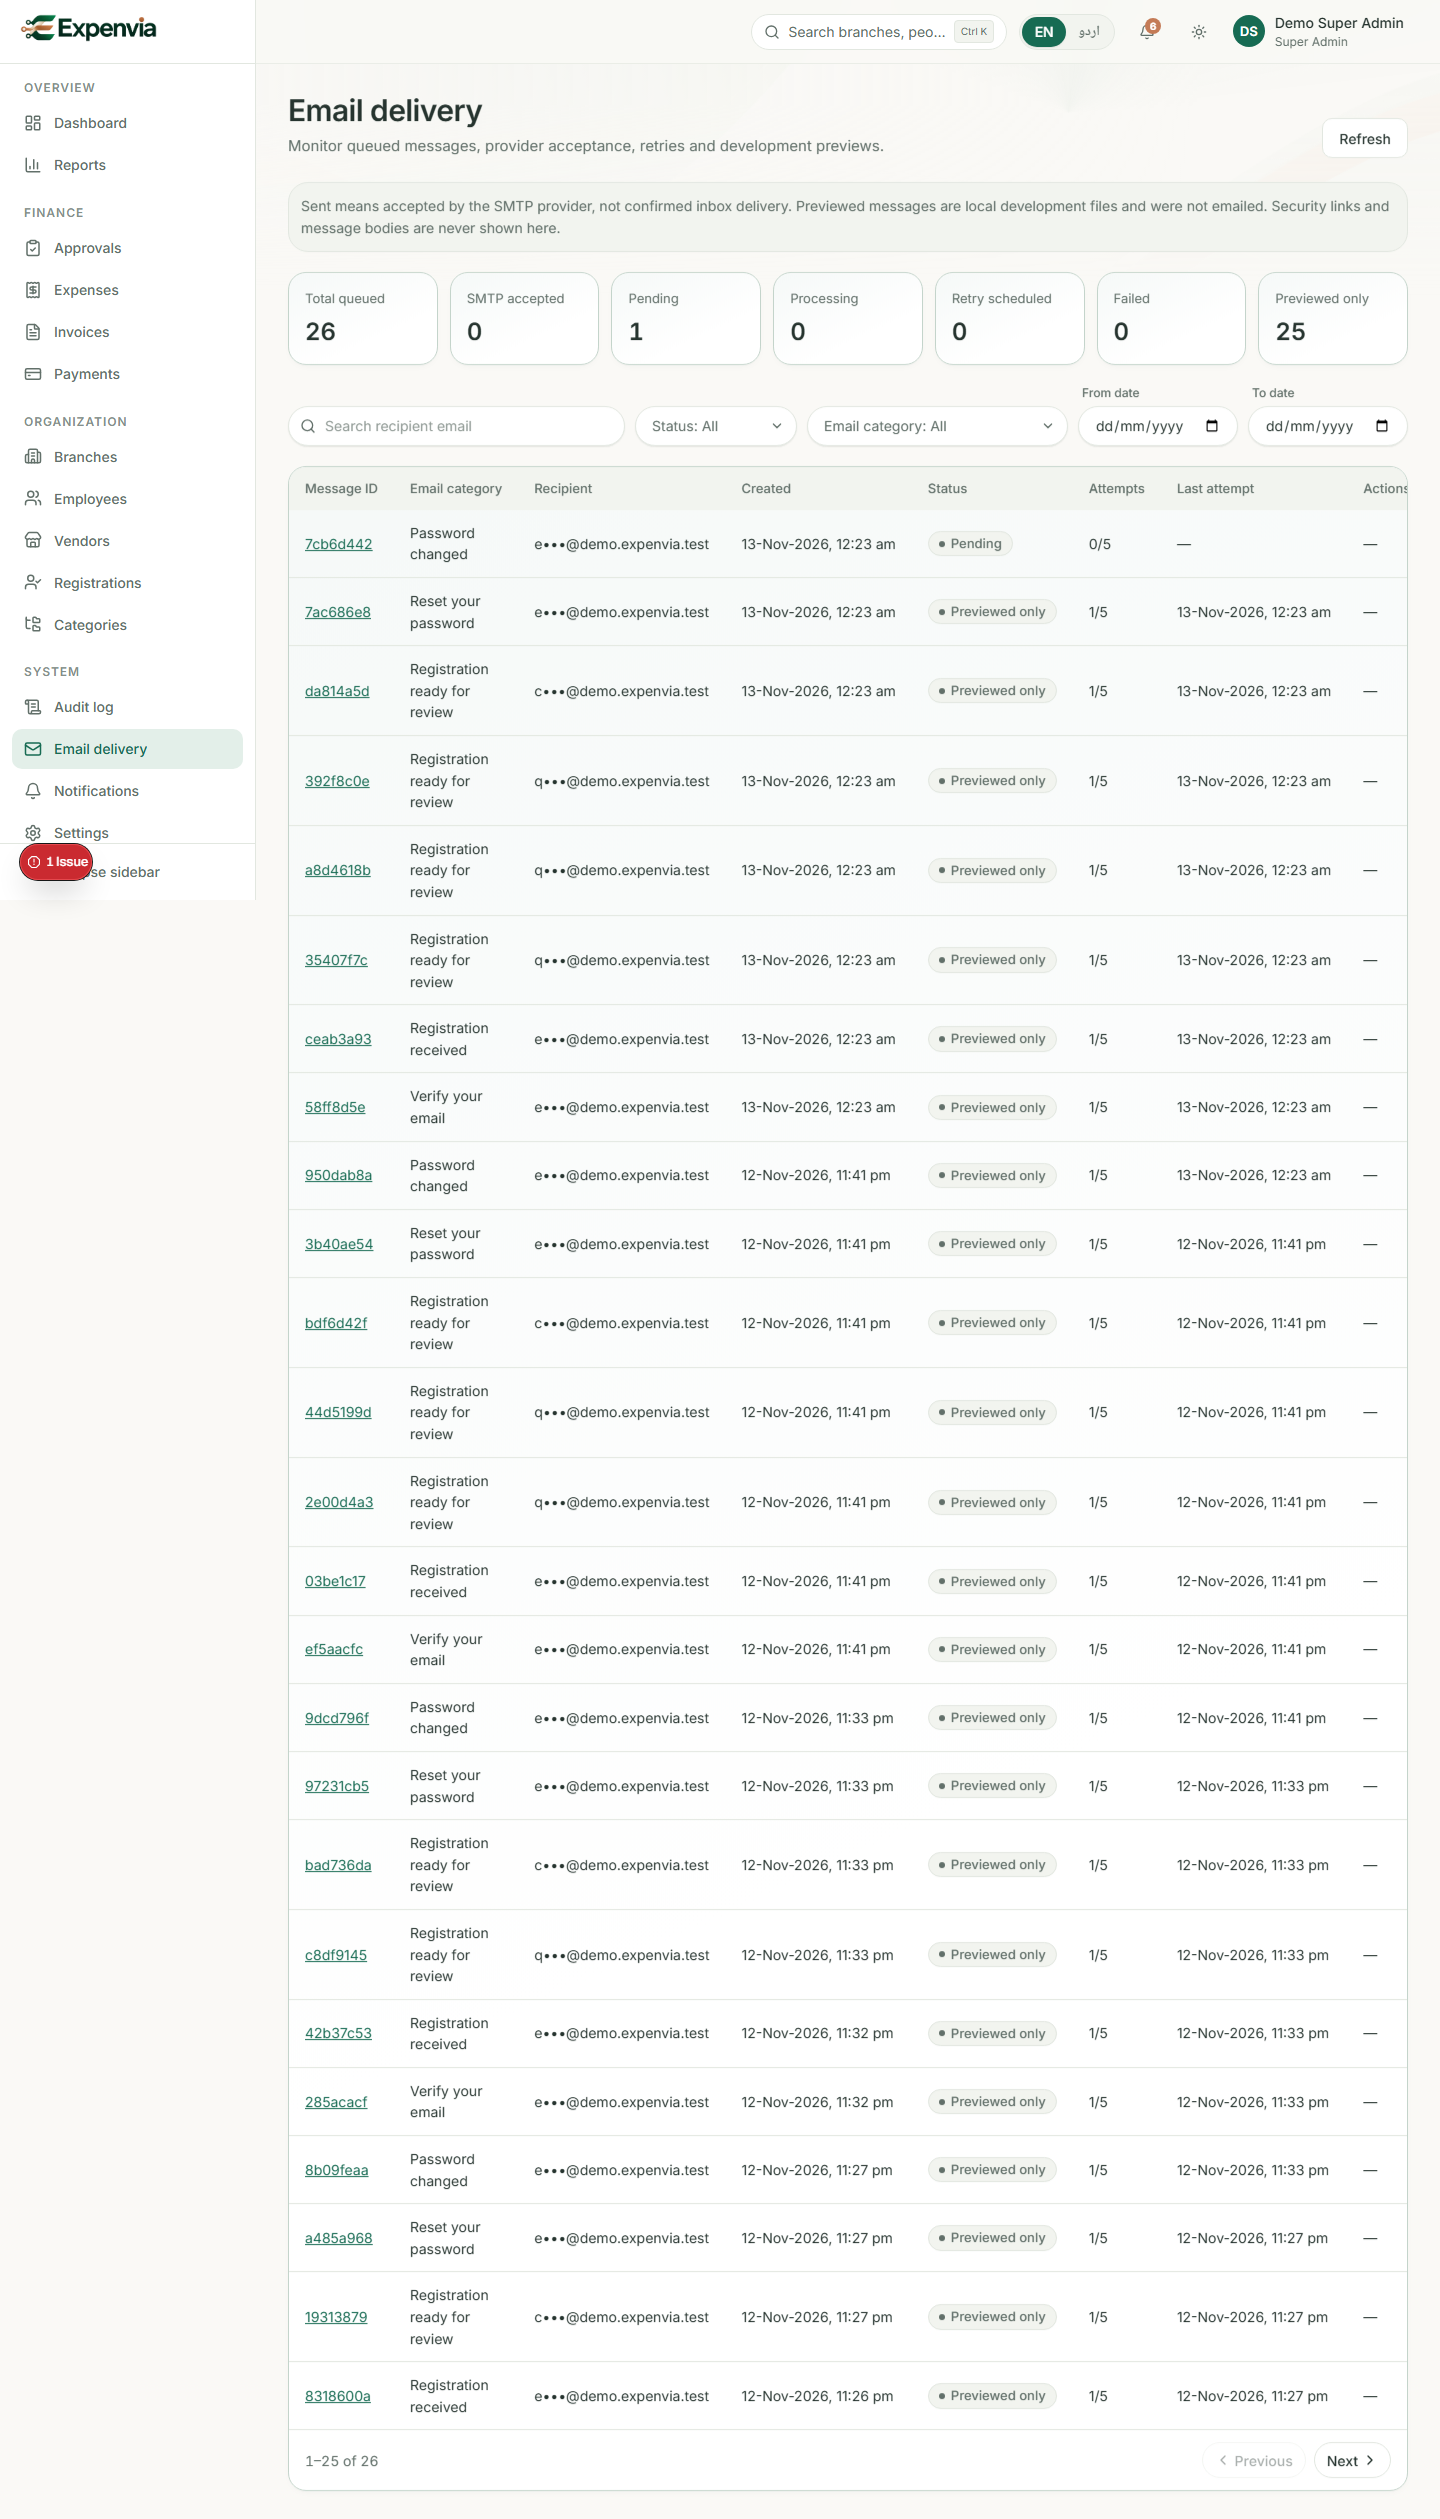 Expenvia
Search branches, peo... Ctrl K
EN اردو
6
DS Demo Super Admin
Super Admin
OVERVIEW
Dashboard
Reports
FINANCE
Approvals
Expenses
Invoices
Payments
ORGANIZATION
Branches
Employees
Vendors
Registrations
Categories
SYSTEM
Audit log
Email delivery
Notifications
Settings
1 Issue
pse sidebar
Email delivery
Monitor queued messages, provider acceptance, retries and development previews.
Refresh
Sent means accepted by the SMTP provider, not confirmed inbox delivery. Previewed messages are local development files and were not emailed. Security links and
message bodies are never shown here.
Total queued SMTP accepted Pending Processing Retry scheduled Failed Previewed only
26 0 1 0 0 0 25
From date To date
Search recipient email Status: All Email category: All dd/mm/yyyy dd/mm/yyyy
Message ID Email category Recipient Created Status Attempts Last attempt Actions
7cb6d442 Password changed e•••@demo.expenvia.test 13-Nov-2026, 12:23 am Pending 0/5 — —
7ac686e8 Reset your password e•••@demo.expenvia.test 13-Nov-2026, 12:23 am Previewed only 1/5 13-Nov-2026, 12:23 am —
da814a5d Registration ready for review c•••@demo.expenvia.test 13-Nov-2026, 12:23 am Previewed only 1/5 13-Nov-2026, 12:23 am —
392f8c0e Registration ready for review q•••@demo.expenvia.test 13-Nov-2026, 12:23 am Previewed only 1/5 13-Nov-2026, 12:23 am —
a8d4618b Registration ready for review q•••@demo.expenvia.test 13-Nov-2026, 12:23 am Previewed only 1/5 13-Nov-2026, 12:23 am —
35407f7c Registration ready for review q•••@demo.expenvia.test 13-Nov-2026, 12:23 am Previewed only 1/5 13-Nov-2026, 12:23 am —
ceab3a93 Registration received e•••@demo.expenvia.test 13-Nov-2026, 12:23 am Previewed only 1/5 13-Nov-2026, 12:23 am —
58ff8d5e Verify your email e•••@demo.expenvia.test 13-Nov-2026, 12:23 am Previewed only 1/5 13-Nov-2026, 12:23 am —
950dab8a Password changed e•••@demo.expenvia.test 12-Nov-2026, 11:41 pm Previewed only 1/5 13-Nov-2026, 12:23 am —
3b40ae54 Reset your password e•••@demo.expenvia.test 12-Nov-2026, 11:41 pm Previewed only 1/5 12-Nov-2026, 11:41 pm —
bdf6d42f Registration ready for review c•••@demo.expenvia.test 12-Nov-2026, 11:41 pm Previewed only 1/5 12-Nov-2026, 11:41 pm —
44d5199d Registration ready for review q•••@demo.expenvia.test 12-Nov-2026, 11:41 pm Previewed only 1/5 12-Nov-2026, 11:41 pm —
2e00d4a3 Registration ready for review q•••@demo.expenvia.test 12-Nov-2026, 11:41 pm Previewed only 1/5 12-Nov-2026, 11:41 pm —
03be1c17 Registration received e•••@demo.expenvia.test 12-Nov-2026, 11:41 pm Previewed only 1/5 12-Nov-2026, 11:41 pm —
ef5aacfc Verify your email e•••@demo.expenvia.test 12-Nov-2026, 11:41 pm Previewed only 1/5 12-Nov-2026, 11:41 pm —
9dcd796f Password changed e•••@demo.expenvia.test 12-Nov-2026, 11:33 pm Previewed only 1/5 12-Nov-2026, 11:41 pm —
97231cb5 Reset your password e•••@demo.expenvia.test 12-Nov-2026, 11:33 pm Previewed only 1/5 12-Nov-2026, 11:33 pm —
bad736da Registration ready for review c•••@demo.expenvia.test 12-Nov-2026, 11:33 pm Previewed only 1/5 12-Nov-2026, 11:33 pm —
c8df9145 Registration ready for review q•••@demo.expenvia.test 12-Nov-2026, 11:33 pm Previewed only 1/5 12-Nov-2026, 11:33 pm —
42b37c53 Registration received e•••@demo.expenvia.test 12-Nov-2026, 11:32 pm Previewed only 1/5 12-Nov-2026, 11:33 pm —
285acacf Verify your email e•••@demo.expenvia.test 12-Nov-2026, 11:32 pm Previewed only 1/5 12-Nov-2026, 11:33 pm —
8b09feaa Password changed e•••@demo.expenvia.test 12-Nov-2026, 11:27 pm Previewed only 1/5 12-Nov-2026, 11:33 pm —
a485a968 Reset your password e•••@demo.expenvia.test 12-Nov-2026, 11:27 pm Previewed only 1/5 12-Nov-2026, 11:27 pm —
19313879 Registration ready for review c•••@demo.expenvia.test 12-Nov-2026, 11:27 pm Previewed only 1/5 12-Nov-2026, 11:27 pm —
8318600a Registration received e•••@demo.expenvia.test 12-Nov-2026, 11:26 pm Previewed only 1/5 12-Nov-2026, 11:27 pm —
1–25 of 26 Previous Next